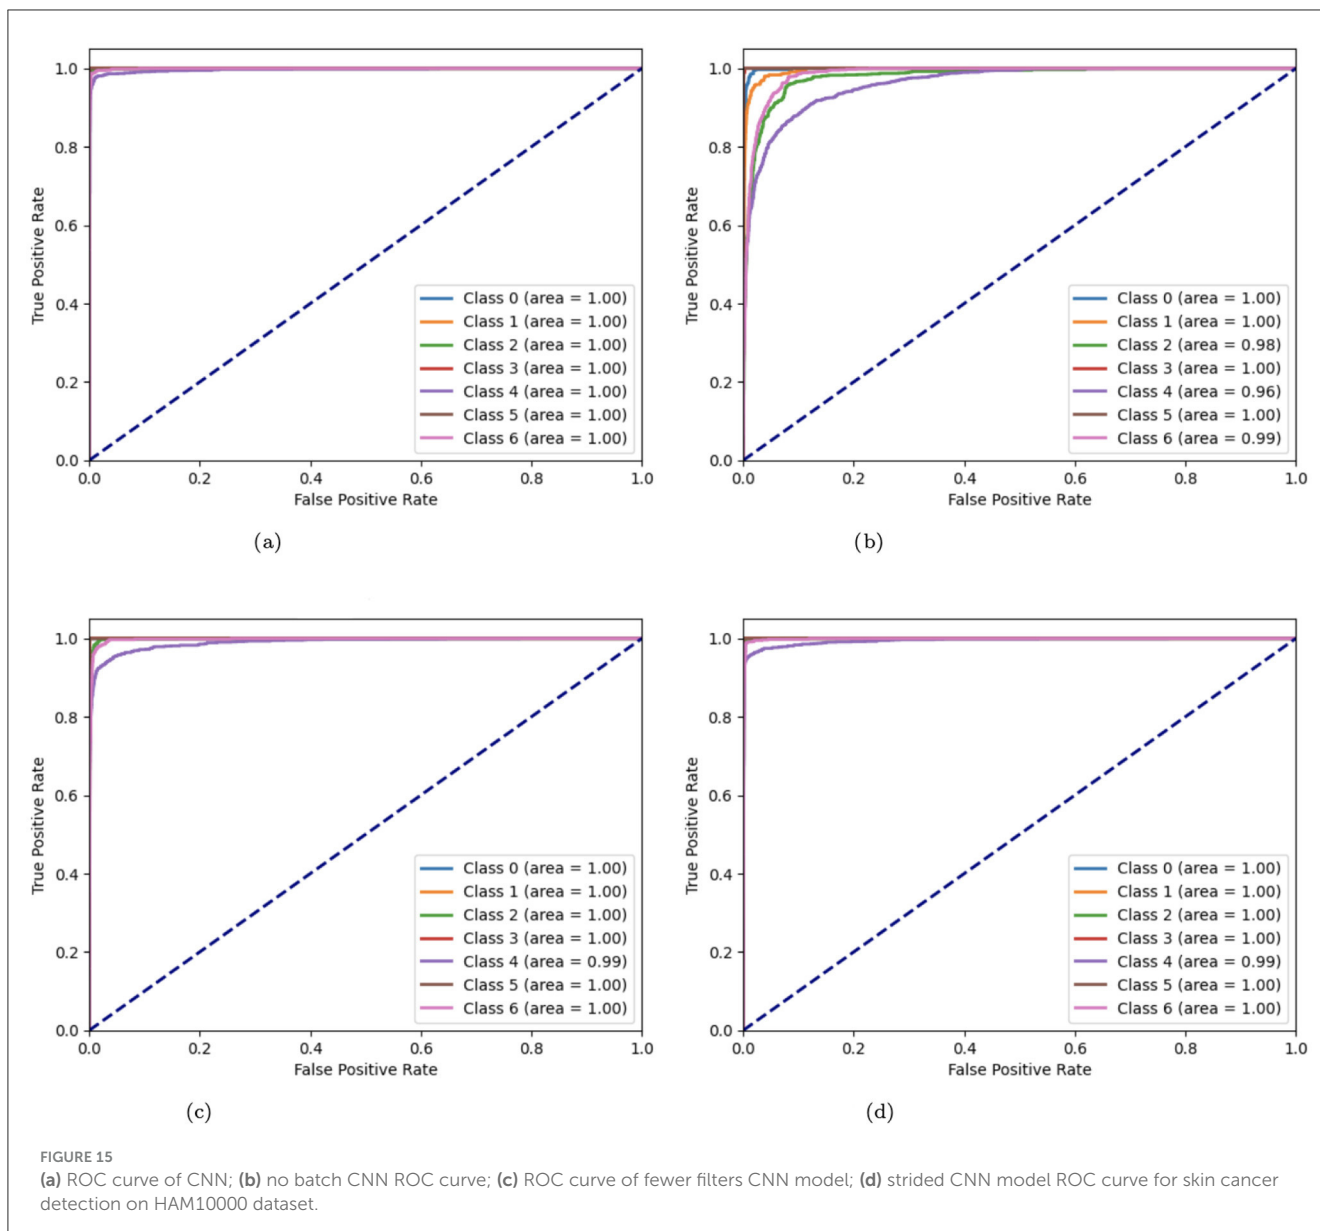 1.0
0.8
0.6
0.4
0.2
0.0
True Positive Rate
Class 0 (area = 1.00)
Class 1 (area = 1.00)
Class 2 (area = 1.00)
Class 3 (area = 1.00)
Class 4 (area = 1.00)
Class 5 (area = 1.00)
Class 6 (area = 1.00)
0.0 0.2 0.4 0.6 0.8 1.0
False Positive Rate
(a)
1.0
0.8
0.6
0.4
0.2
0.0
True Positive Rate
Class 0 (area = 1.00)
Class 1 (area = 1.00)
Class 2 (area = 0.98)
Class 3 (area = 1.00)
Class 4 (area = 0.96)
Class 5 (area = 1.00)
Class 6 (area = 0.99)
0.0 0.2 0.4 0.6 0.8 1.0
False Positive Rate
(b)
1.0
0.8
0.6
0.4
0.2
0.0
True Positive Rate
Class 0 (area = 1.00)
Class 1 (area = 1.00)
Class 2 (area = 1.00)
Class 3 (area = 1.00)
Class 4 (area = 0.99)
Class 5 (area = 1.00)
Class 6 (area = 1.00)
0.0 0.2 0.4 0.6 0.8 1.0
False Positive Rate
(c)
1.0
0.8
0.6
0.4
0.2
0.0
True Positive Rate
Class 0 (area = 1.00)
Class 1 (area = 1.00)
Class 2 (area = 1.00)
Class 3 (area = 1.00)
Class 4 (area = 0.99)
Class 5 (area = 1.00)
Class 6 (area = 1.00)
0.0 0.2 0.4 0.6 0.8 1.0
False Positive Rate
(d)
FIGURE 15
(a) ROC curve of CNN; (b) no batch CNN ROC curve; (c) ROC curve of fewer filters CNN model; (d) strided CNN model ROC curve for skin cancer
detection on HAM10000 dataset.